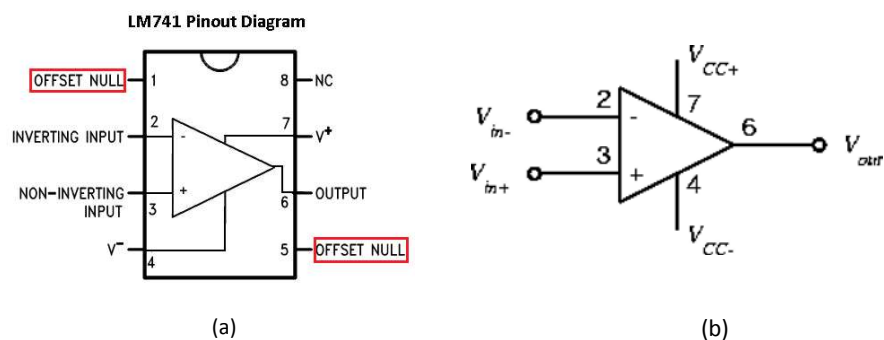 LM741 Pinout Diagram
OFFSET NULL 1
8 NC
INVERTING INPUT 2
-
7 V+
NON-INVERTING
INPUT
3
+
6 OUTPUT
V-
4
5 OFFSET NULL
(a)
VCC+
7
Vin- 2
-
6
Vout
Vin+ 3
+
4
VCC-
(b)